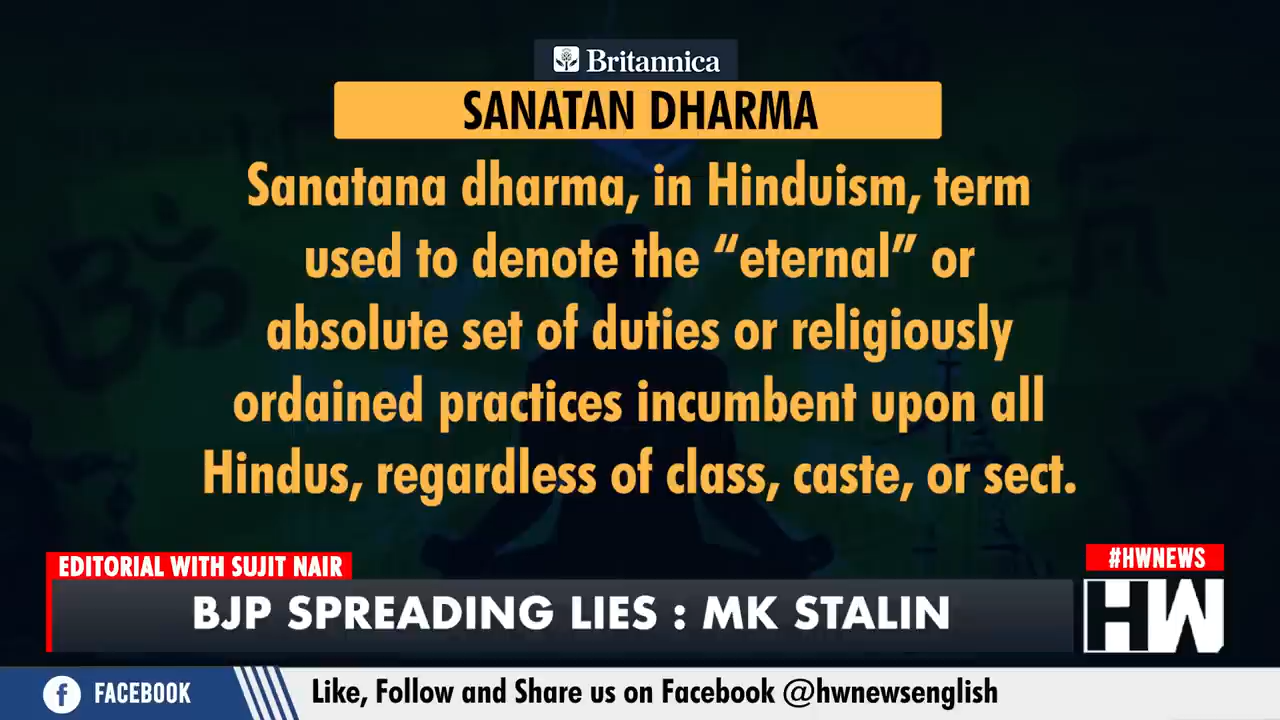 Britannica
SANATAN DHARMA
Sanatana dharma, in Hinduism, term
used to denote the “eternal” or
absolute set of duties or religiously
ordained practices incumbent upon all
Hindus, regardless of class, caste, or sect.
EDITORIAL WITH SUJIT NAIR
BJP SPREADING LIES : MK STALIN
#HWNEWS
HW
f FACEBOOK
Like, Follow and Share us on Facebook @hwnewsenglish